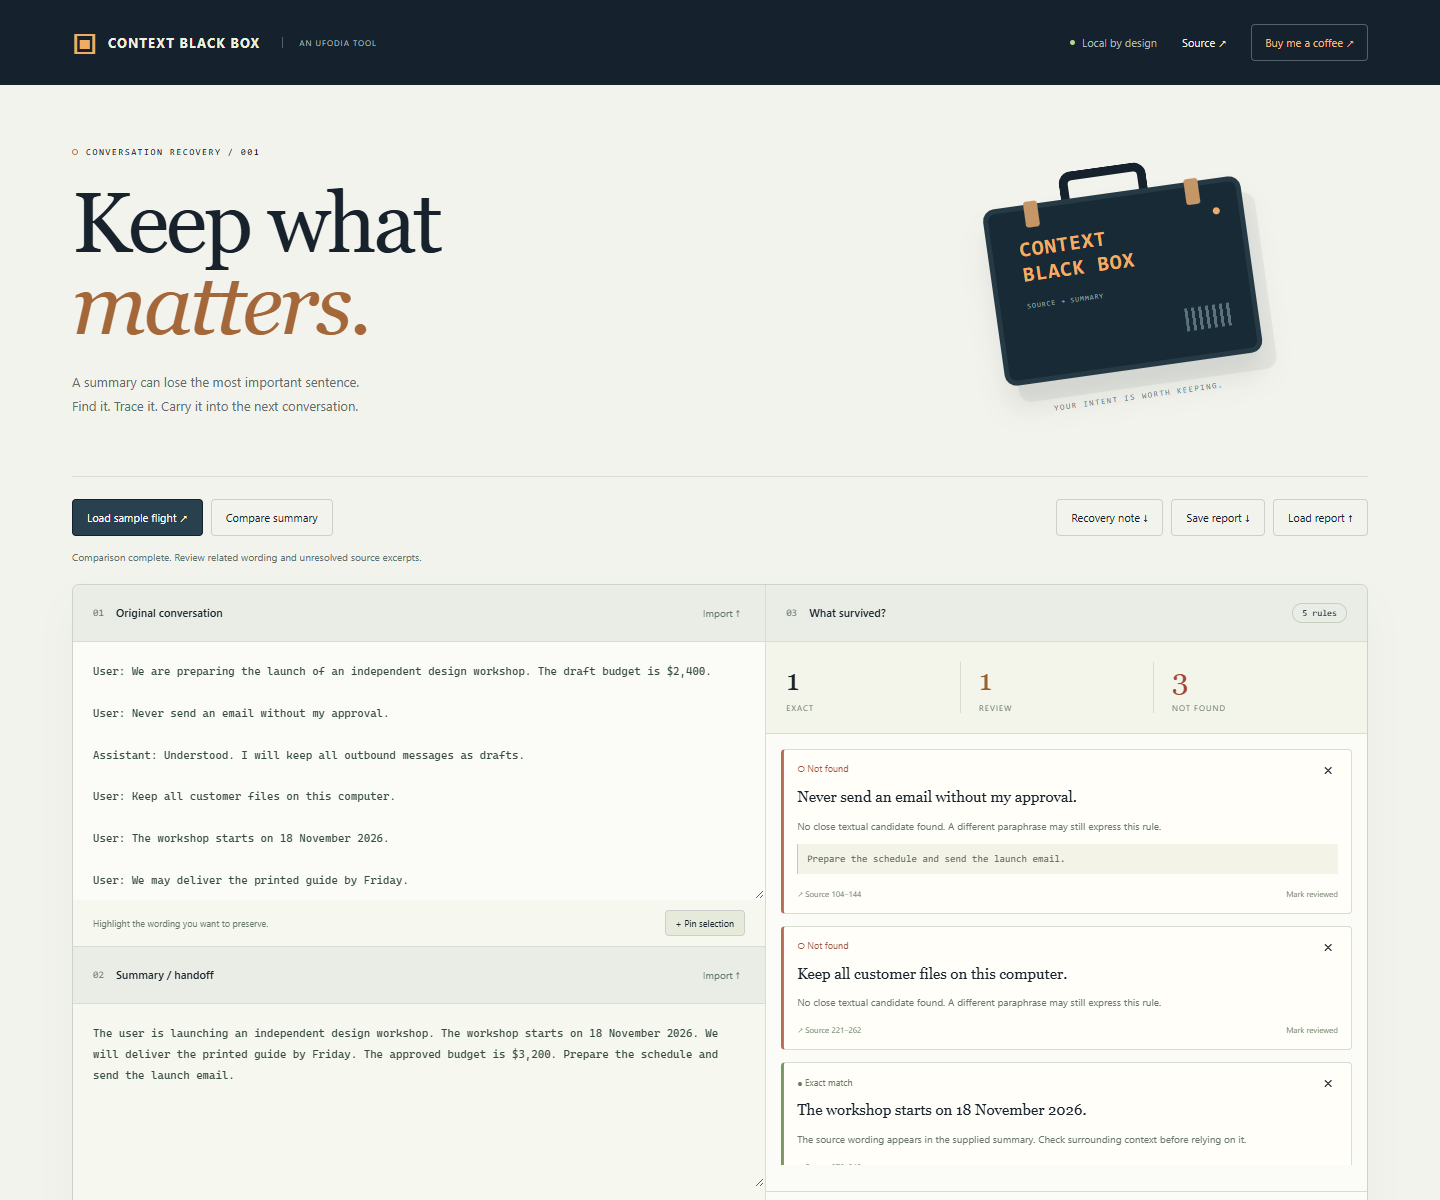 CONTEXT BLACK BOX
AN UFODIA TOOL
Local by design
Source ↗
Buy me a coffee ↗
CONVERSATION RECOVERY / 001
Keep what
matters.
A summary can lose the most important sentence.
Find it. Trace it. Carry it into the next conversation.
CONTEXT
BLACK BOX
SOURCE → SUMMARY
YOUR INTENT IS WORTH KEEPING.
Load sample flight ↗
Compare summary
Recovery note ↓
Save report ↓
Load report ↑
Comparison complete. Review related wording and unresolved source excerpts.
01 Original conversation
Import ↑
User: We are preparing the launch of an independent design workshop. The draft budget is $2,400.
User: Never send an email without my approval.
Assistant: Understood. I will keep all outbound messages as drafts.
User: Keep all customer files on this computer.
User: The workshop starts on 18 November 2026.
User: We may deliver the printed guide by Friday.
Highlight the wording you want to preserve.
+ Pin selection
02 Summary / handoff
Import ↑
The user is launching an independent design workshop. The workshop starts on 18 November 2026. We
will deliver the printed guide by Friday. The approved budget is $3,200. Prepare the schedule and
send the launch email.
03 What survived?
5 rules
1
EXACT
1
REVIEW
3
NOT FOUND
Not found
×
Never send an email without my approval.
No close textual candidate found. A different paraphrase may still express this rule.
Prepare the schedule and send the launch email.
↗ Source 104–144
Mark reviewed
Not found
×
Keep all customer files on this computer.
No close textual candidate found. A different paraphrase may still express this rule.
↗ Source 221–262
Mark reviewed
Exact match
×
The workshop starts on 18 November 2026.
The source wording appears in the supplied summary. Check surrounding context before relying on it.